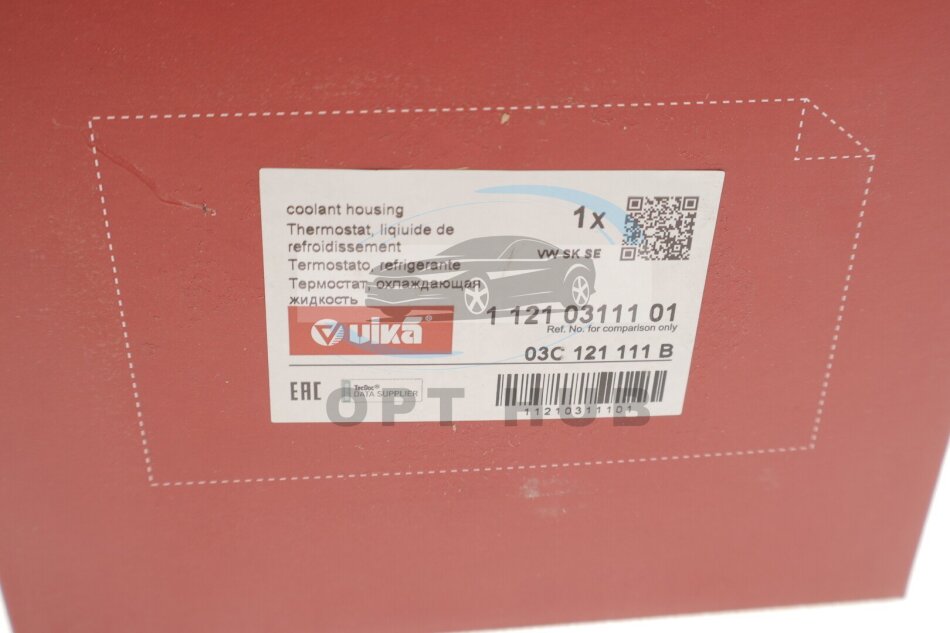 coolant housing
Thermostat, liqiuide de
refroidissement
Termostato, refrigerante
Термостат, охлаждающая
жидкость
1x
VW SK SE
vika®
1 121 03111 01
Ref. No. for comparison only
03C 121 111 B
EAC
TecDoc®
DATA SUPPLIER
11210311101
OPT HUB